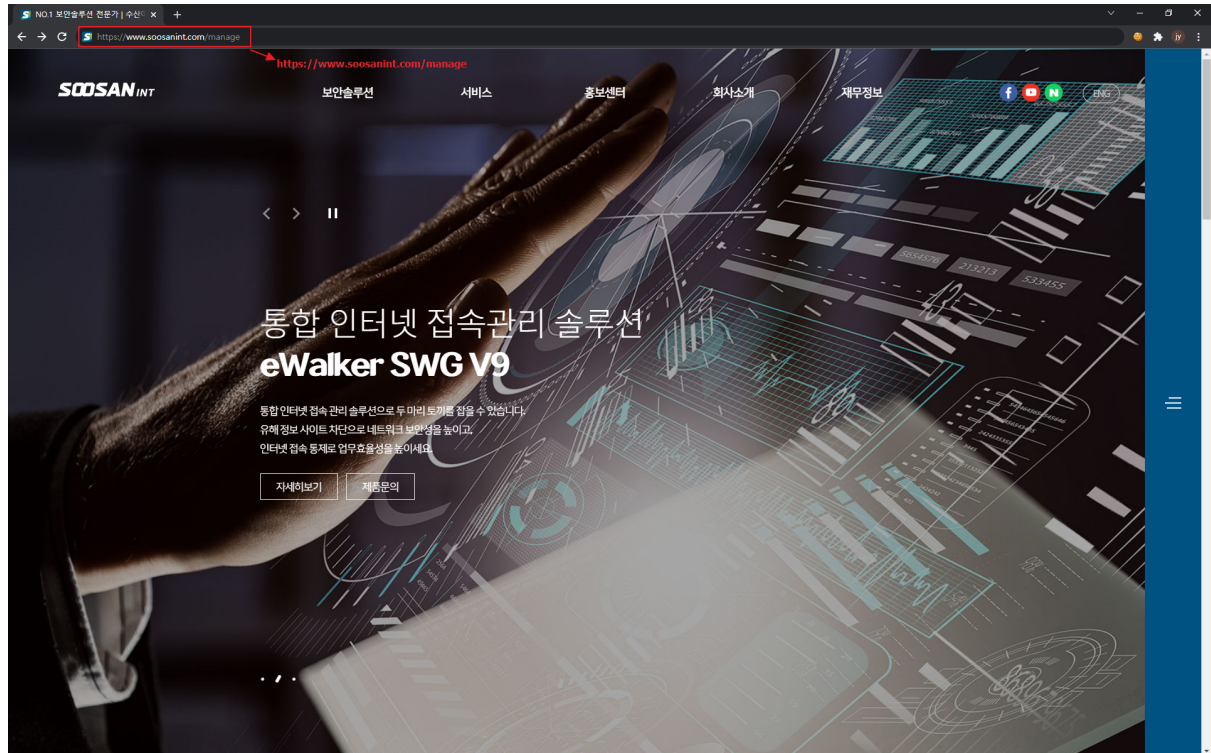 NO.1 보안솔루션 전문가 | 수산
https://www.soosanint.com/manage
jy
https://www.soosanint.com/manage
SOOSAN INT
보안솔루션 서비스 홍보센터 회사소개 재무정보
f N ENG
5654576 213213 533455
통합 인터넷 접속관리 솔루션
eWalker SWG V9
통합 인터넷 접속 관리 솔루션으로 두 마리 토끼를 잡을 수 있습니다.
유해 정보 사이트 차단으로 네트워크 보안성을 높이고,
인터넷 접속 통제로 업무효율성을 높이세요.
자세히보기 제품문의